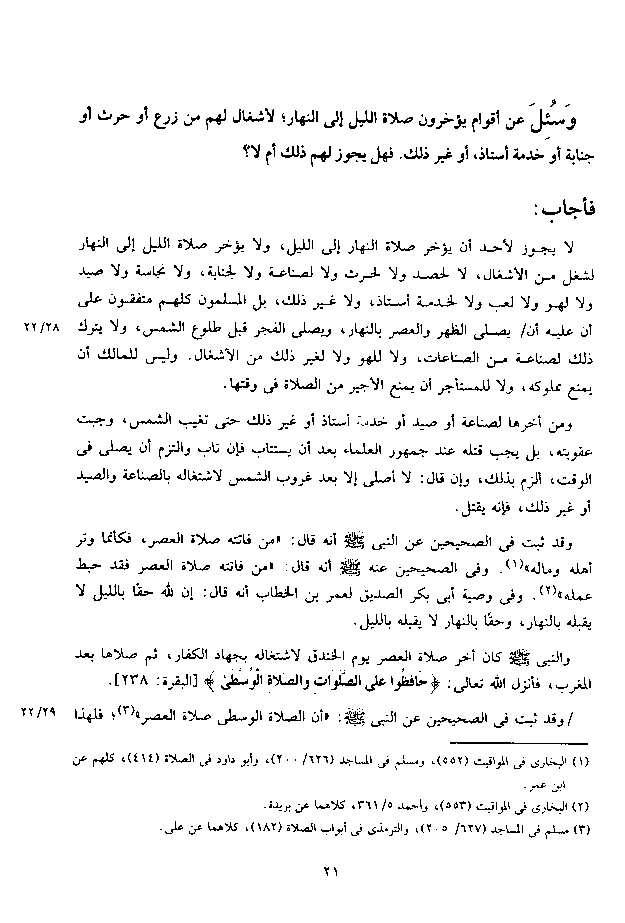 وَسُئِلَ عن أقوام يؤخرون صلاة الليل إلى النهار؛ لأشغال لهم من زرع أو حرث أو
جنابة أو خدمة أستاذ، أو غير ذلك. فهل يجوز لهم ذلك أم لا؟
فأجاب:
لا يجوز لأحد أن يؤخر صلاة النهار إلى الليل، ولا يؤخر صلاة الليل إلى النهار
لشغل من الأشغال، لا لحصد ولا لحرث ولا لصناعة ولا لجنابة، ولا نجاسة ولا صيد
ولا لهو ولا لعب ولا لخدمة أستاذ، ولا غير ذلك، بل المسلمون كلهم متفقون على
٢٢/٢٨ أن عليه أن/ يصلى الظهر والعصر بالنهار، ويصلى الفجر قبل طلوع الشمس، ولا يترك
ذلك لصناعة من الصناعات، ولا للهو ولا لغير ذلك من الأشغال. وليس للمالك أن
يمنع مملوكه، ولا للمستأجر أن يمنع الأجير من الصلاة فى وقتها.
ومن أخرها لصناعة أو صيد أو خدمة أستاذ أو غير ذلك حتى تغيب الشمس، وجبت
عقوبته، بل يجب قتله عند جمهور العلماء بعد أن يستتاب فإن تاب والتزم أن يصلى فى
الوقت، ألزم بذلك، وإن قال: لا أصلى إلا بعد غروب الشمس لاشتغاله بالصناعة والصيد
أو غير ذلك، فإنه يقتل.
وقد ثبت فى الصحيحين عن النبى ﷺ أنه قال: «من فاتته صلاة العصر، فكأنما وتر
أهله وماله»(١). وفى الصحيحين عنه ﷺ أنه قال: «من فاتته صلاة العصر فقد حبط
عمله»(٢). وفى وصية أبى بكر الصديق لعمر بن الخطاب أنه قال: إن لله حقًا بالليل لا
يقبله بالنهار، وحقًا بالنهار لا يقبله بالليل.
والنبى ﷺ كان أخر صلاة العصر يوم الخندق لاشتغاله بجهاد الكفار، ثم صلاها بعد
المغرب، فأنزل الله تعالى: ﴿حَافِظُوا عَلَى الصَّلَوَاتِ والصَّلاةِ الْوُسْطَىٰ﴾ [البقرة: ٢٣٨].
٢٢/٢٩ /وقد ثبت فى الصحيحين عن النبى ﷺ: «أن الصلاة الوسطى صلاة العصر»(٣)؛ فلهذا
(١) البخارى فى المواقيت (٥٥٢)، ومسلم فى المساجد (٦٢٦/ ٢٠٠)، وأبو داود فى الصلاة (٤١٤)، كلهم عن
ابن عمر.
(٢) البخارى فى المواقيت (٥٥٣)، وأحمد ٥/ ٣٦١، كلاهما عن بريدة.
(٣) مسلم فى المساجد (٦٢٧/ ٢٠٥)، والترمذى فى أبواب الصلاة (١٨٢)، كلاهما عن على.
٢١